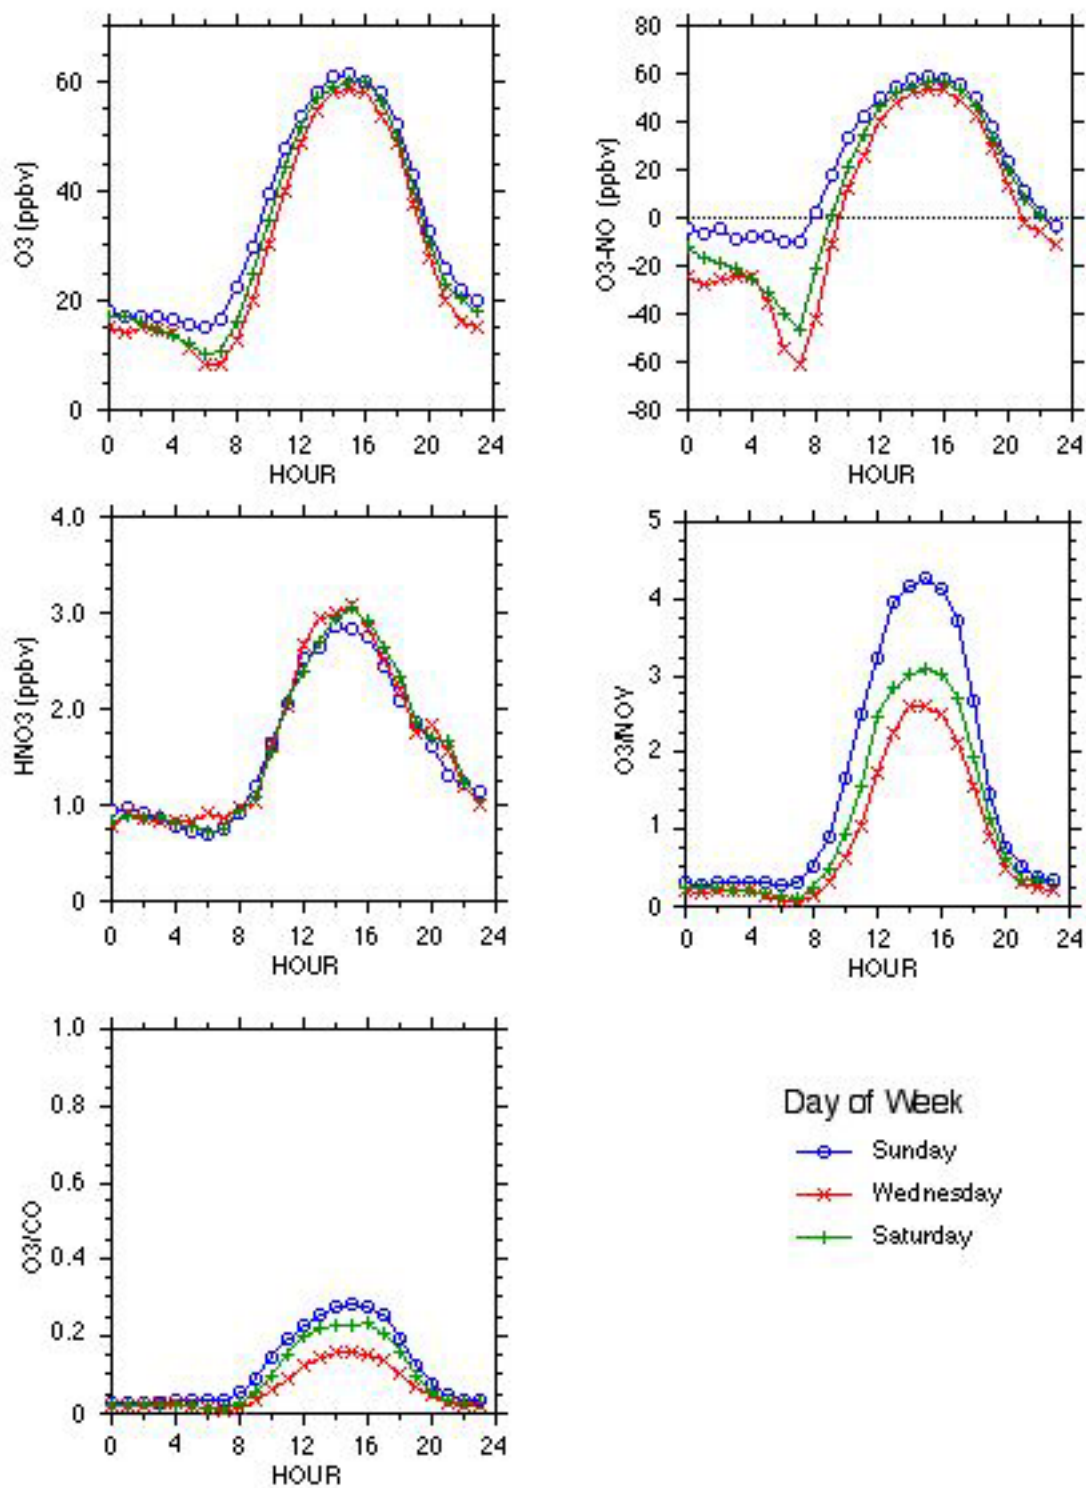 O3 (ppbv)
60
40
20
0
0 4 8 12 16 20 24
HOUR
O3-NO (ppbv)
80
60
40
20
0
-20
-40
-60
-80
0 4 8 12 16 20 24
HOUR
HNO3 (ppbv)
4.0
3.0
2.0
1.0
0
0 4 8 12 16 20 24
HOUR
O3/NOY
5
4
3
2
1
0
0 4 8 12 16 20 24
HOUR
O3/CO
1.0
0.8
0.6
0.4
0.2
0
0 4 8 12 16 20 24
HOUR
Day of Week
Sunday
Wednesday
Saturday